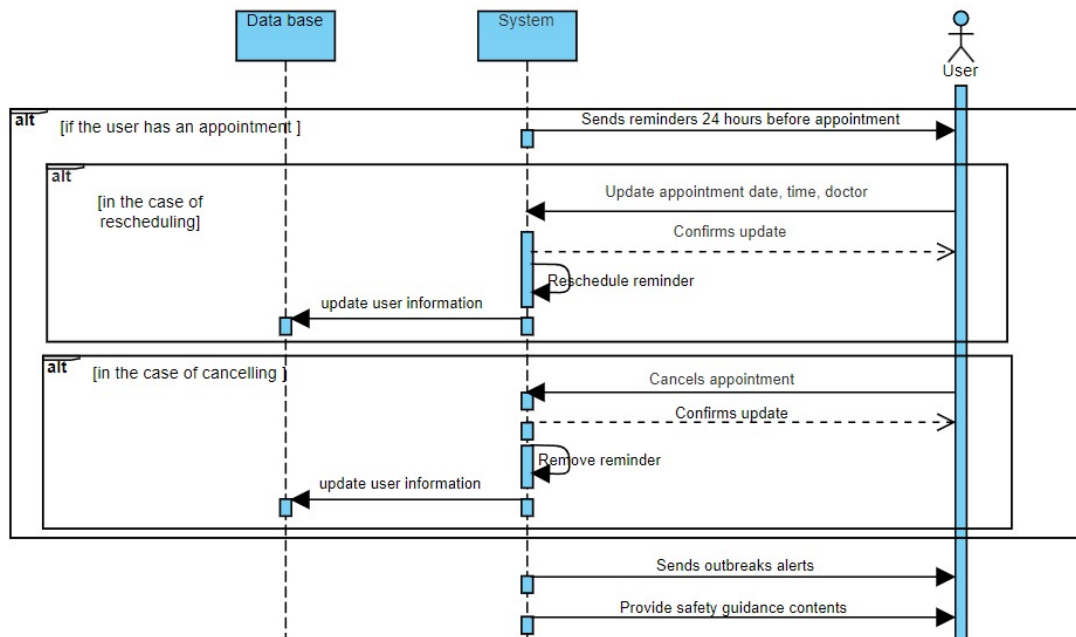 Data base
System
User
alt
[if the user has an appointment ]
Sends reminders 24 hours before appointment
alt
[in the case of
rescheduling]
Update appointment date, time, doctor
Confirms update
Reschedule reminder
update user information
alt
[in the case of cancelling ]
Cancels appointment
Confirms update
Remove reminder
update user information
Sends outbreaks alerts
Provide safety guidance contents